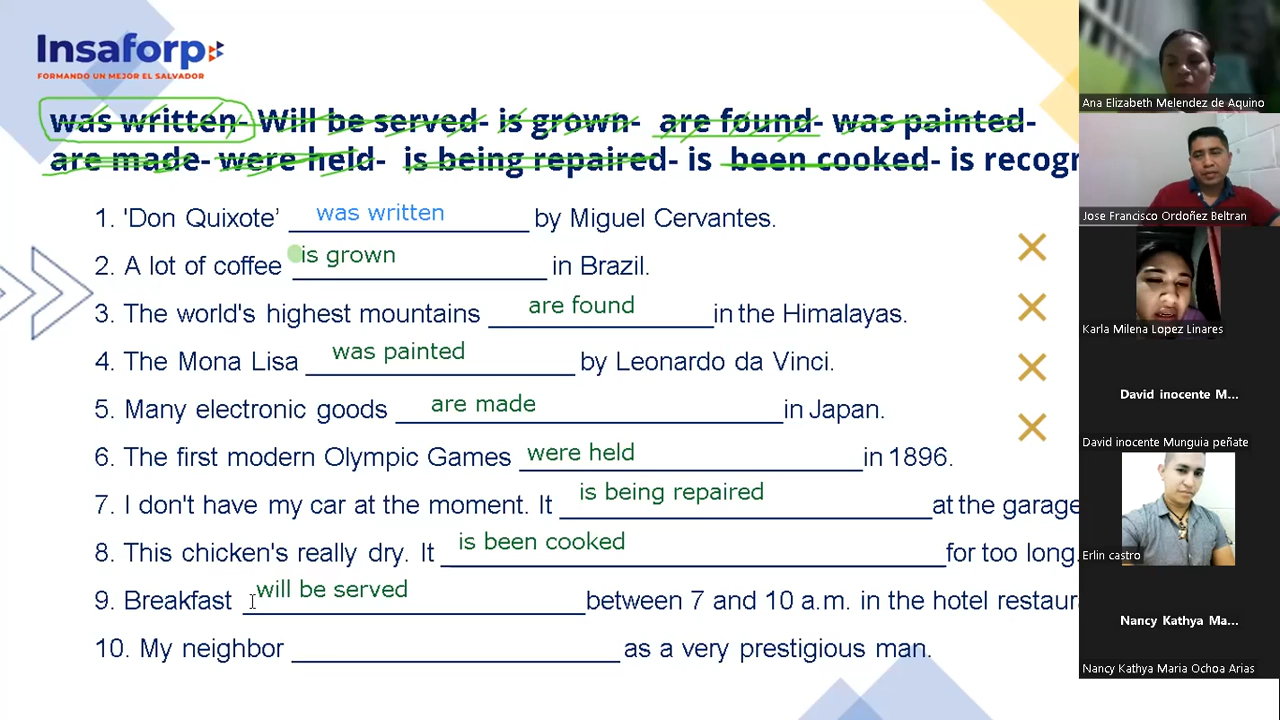 Insaforp
FORMANDO UN MEJOR EL SALVADOR
was written- Will be served- is grown- are found- was painted-
are made- were held- is being repaired- is been cooked- is recogn
1. 'Don Quixote' was written by Miguel Cervantes.
2. A lot of coffee is grown in Brazil.
3. The world's highest mountains are found in the Himalayas.
4. The Mona Lisa was painted by Leonardo da Vinci.
5. Many electronic goods are made in Japan.
6. The first modern Olympic Games were held in 1896.
7. I don't have my car at the moment. It is being repaired at the garage
8. This chicken's really dry. It is been cooked for too long.
9. Breakfast will be served between 7 and 10 a.m. in the hotel restaur
10. My neighbor ____ as a very prestigious man.
Ana Elizabeth Melendez de Aquino
Jose Francisco Ordoñez Beltran
Karla Milena Lopez Linares
David inocente M...
David inocente Munguia peñate
Erlin castro
Nancy Kathya Ma...
Nancy Kathya Maria Ochoa Arias